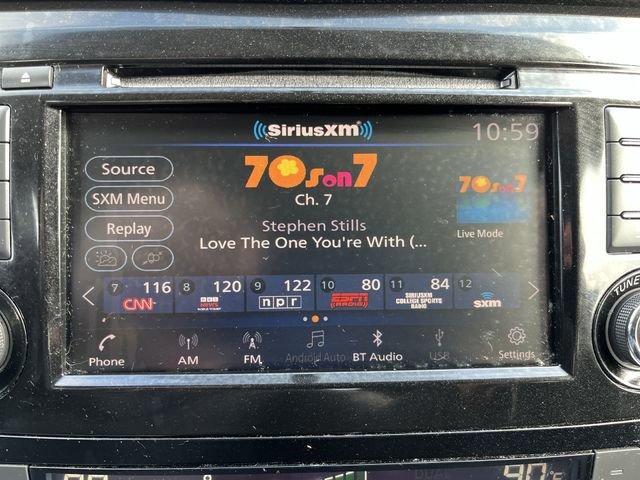 SiriusXM
10:59
Source
70s on 7
70s on 7
SXM Menu
Ch. 7
Replay
Stephen Stills
Love The One You're With (...
Live Mode
7 116 8 120 9 122 10 80 11 84 12
CNN BBC NEWS npr ESPN RADIO SIRIUSXM COLLEGE SPORTS RADIO sxm
Phone AM FM Android Auto BT Audio USB Settings
TUNE
DUAL